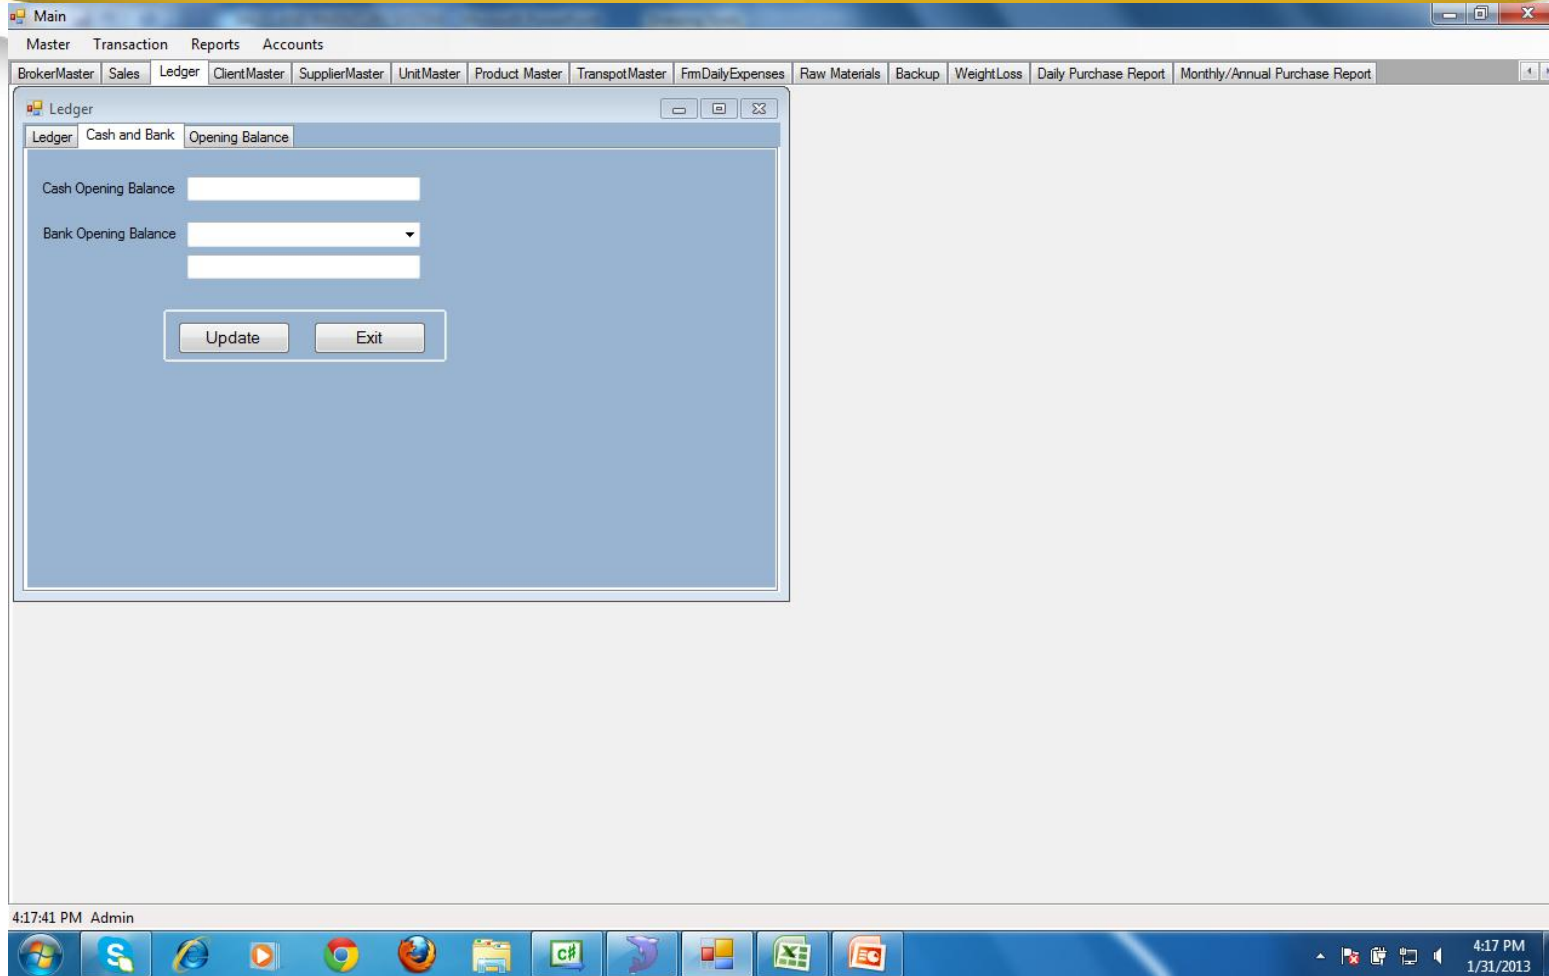 Main
Master Transaction Reports Accounts
BrokerMaster Sales Ledger ClientMaster SupplierMaster UnitMaster Product Master TranspotMaster FrmDailyExpenses Raw Materials Backup WeightLoss Daily Purchase Report Monthly/Annual Purchase Report
Ledger
Ledger Cash and Bank Opening Balance
Cash Opening Balance
Bank Opening Balance
Update Exit
4:17:41 PM Admin
S C# EC
4:17 PM
1/31/2013